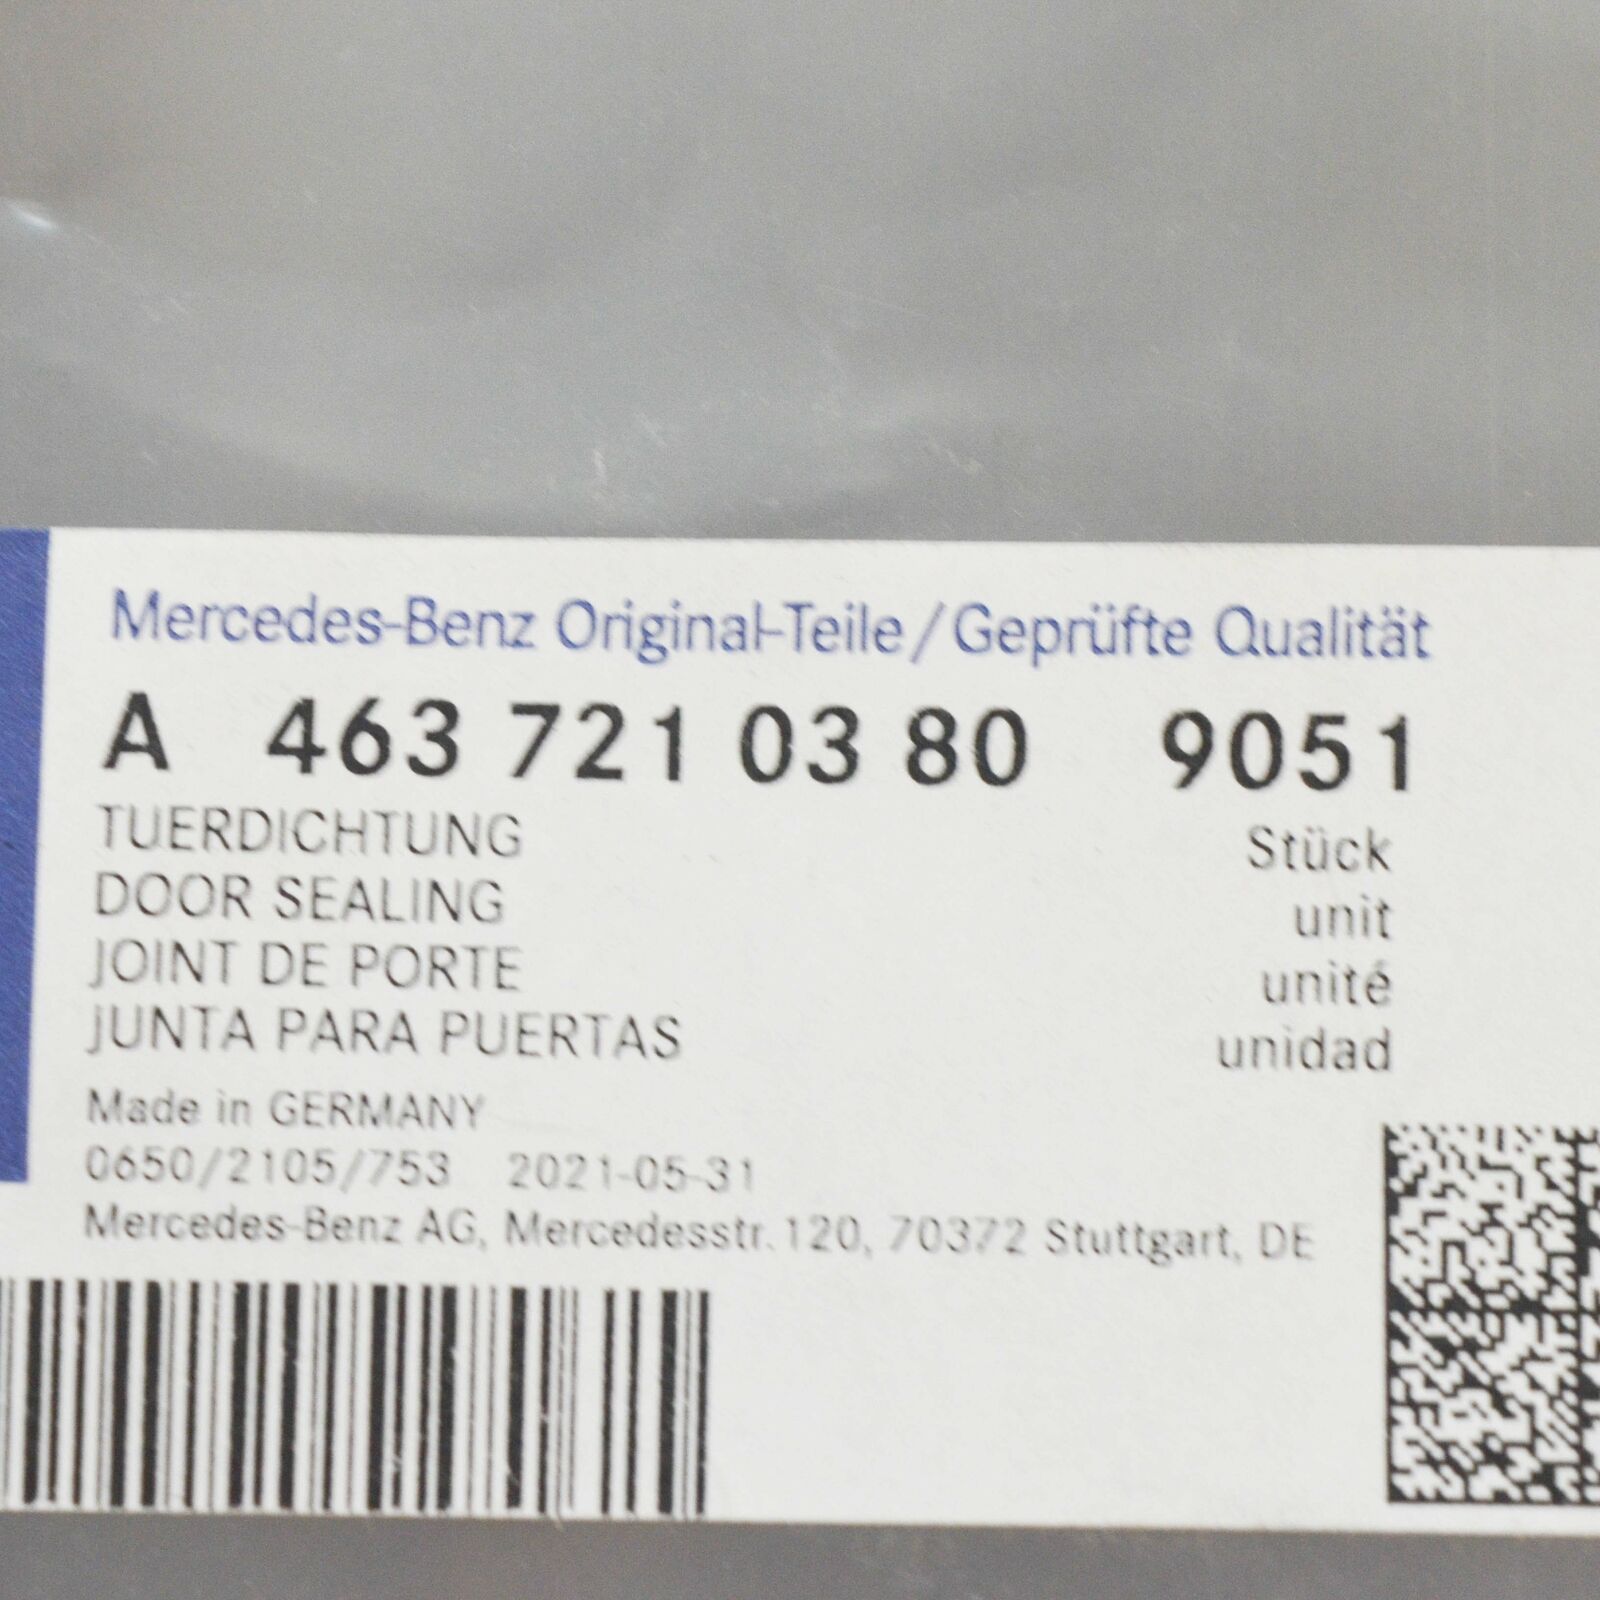 Mercedes-Benz Original-Teile/Geprüfte Qualität
A 463 721 03 80 9051
TUERDICHTUNG Stück
DOOR SEALING unit
JOINT DE PORTE unité
JUNTA PARA PUERTAS unidad
Made in GERMANY
0650/2105/753 2021-05-31
Mercedes-Benz AG, Mercedesstr. 120, 70372 Stuttgart, DE